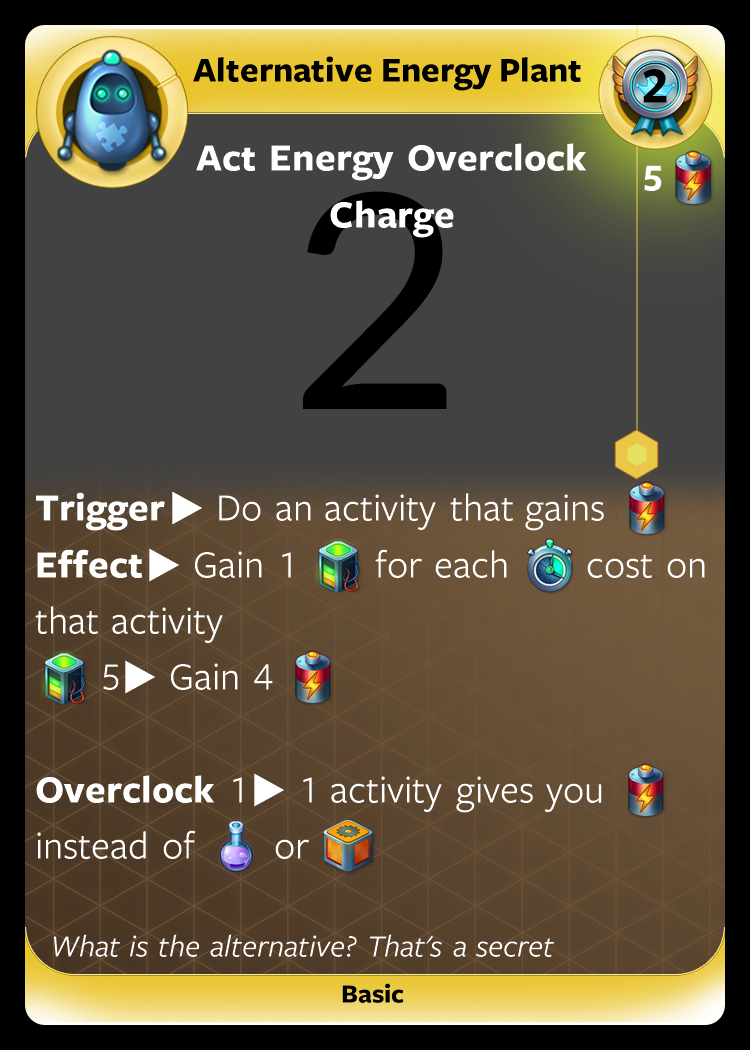 Alternative Energy Plant
2
Act Energy Overclock
Charge
5
2
Trigger▶ Do an activity that gains
Effect▶ Gain 1 for each cost on
that activity
5▶ Gain 4
Overclock 1▶ 1 activity gives you
instead of or
What is the alternative? That's a secret
Basic